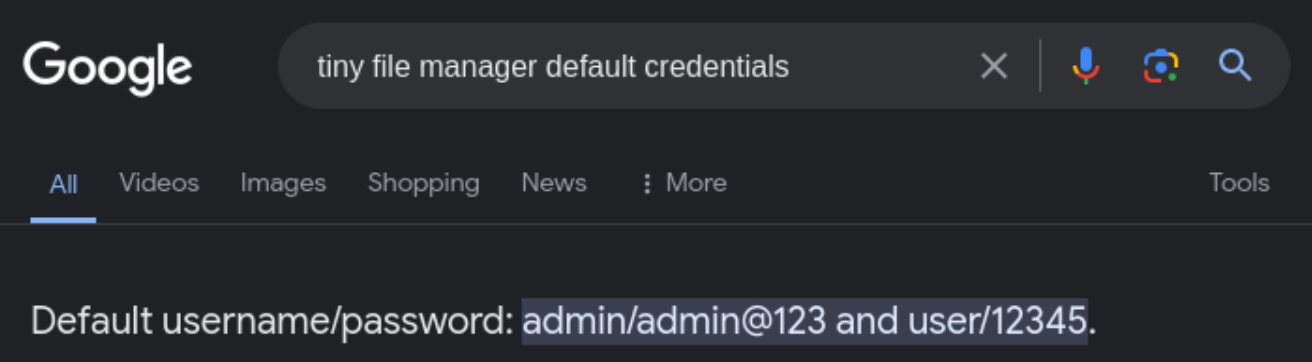 Google
tiny file manager default credentials
All Videos Images Shopping News More Tools
Default username/password: admin/admin@123 and user/12345.